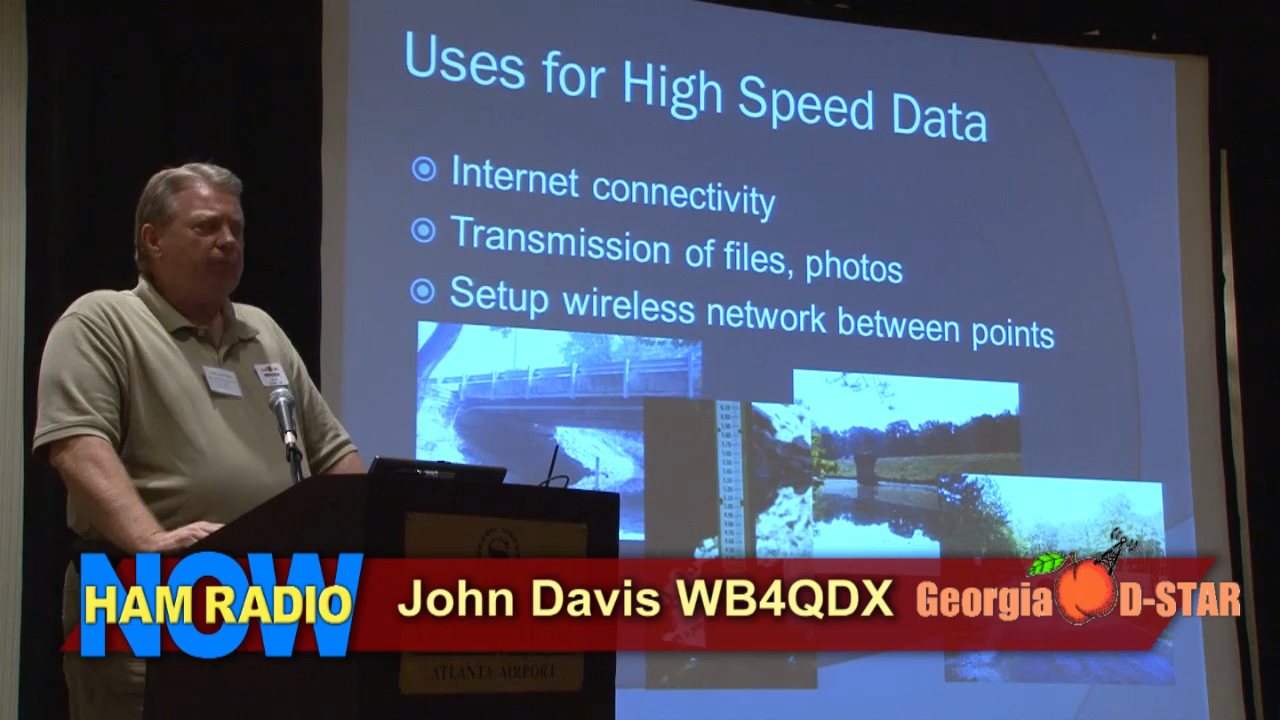 Uses for High Speed Data
Internet connectivity
Transmission of files, photos
Setup wireless network between points
NOW
HAM RADIO
John Davis WB4QDX
Georgia D-STAR
ATLANTA AIRPORT